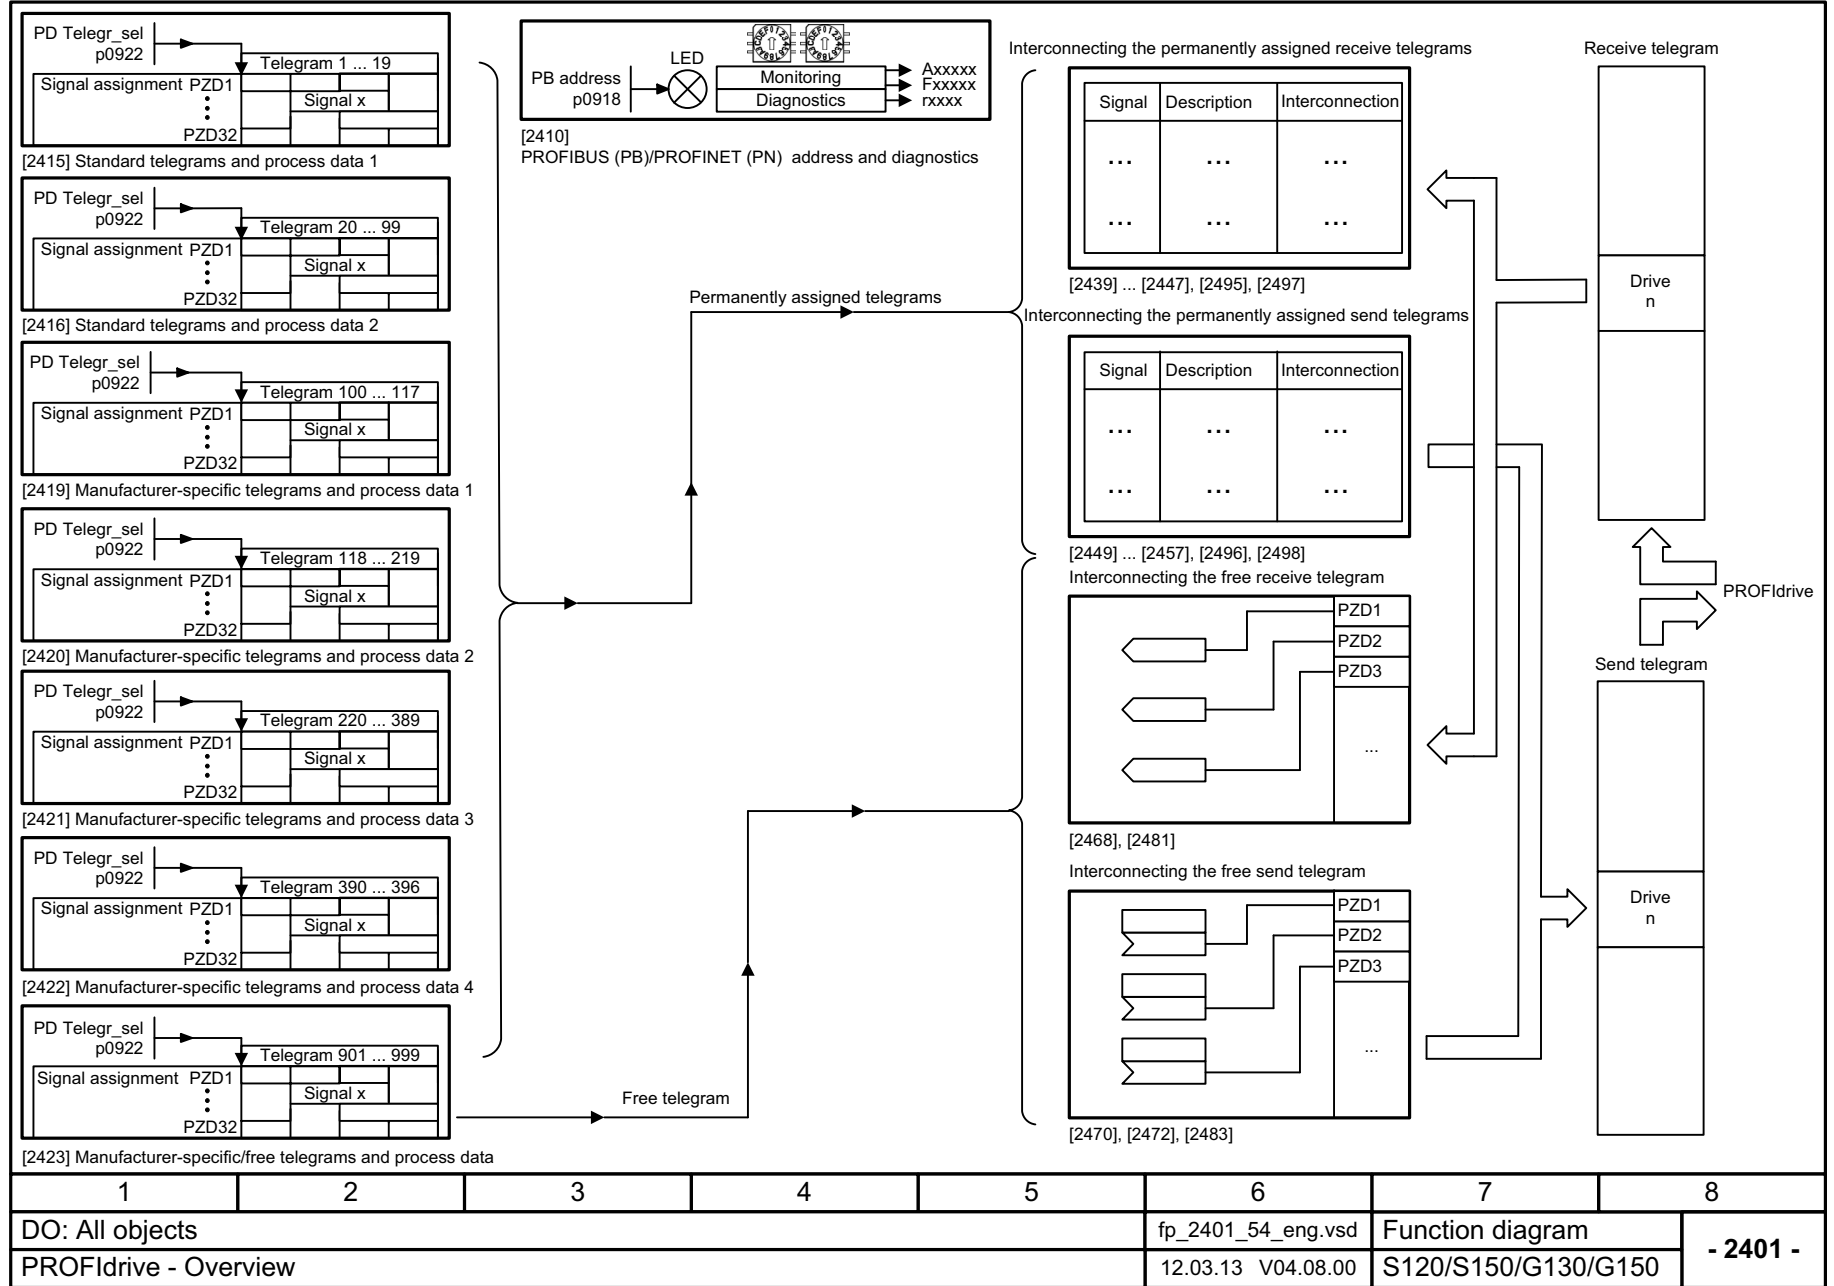 PD Telegr_sel
p0922
Telegram 1 ... 19
Signal assignment PZD1
Signal x
PZD32
[2415] Standard telegrams and process data 1
PD Telegr_sel
p0922
Telegram 20 ... 99
Signal assignment PZD1
Signal x
PZD32
[2416] Standard telegrams and process data 2
PD Telegr_sel
p0922
Telegram 100 ... 117
Signal assignment PZD1
Signal x
PZD32
[2419] Manufacturer-specific telegrams and process data 1
PD Telegr_sel
p0922
Telegram 118 ... 219
Signal assignment PZD1
Signal x
PZD32
[2420] Manufacturer-specific telegrams and process data 2
PD Telegr_sel
p0922
Telegram 220 ... 389
Signal assignment PZD1
Signal x
PZD32
[2421] Manufacturer-specific telegrams and process data 3
PD Telegr_sel
p0922
Telegram 390 ... 396
Signal assignment PZD1
Signal x
PZD32
[2422] Manufacturer-specific telegrams and process data 4
PD Telegr_sel
p0922
Telegram 901 ... 999
Signal assignment PZD1
Signal x
PZD32
[2423] Manufacturer-specific/free telegrams and process data
PB address
p0918
LED
Monitoring
Diagnostics
Axxxxx
Fxxxxx
rxxxx
[2410]
PROFIBUS (PB)/PROFINET (PN) address and diagnostics
Permanently assigned telegrams
Free telegram
Interconnecting the permanently assigned receive telegrams
Signal Description Interconnection
... ... ...
... ... ...
[2439] ... [2447], [2495], [2497]
Interconnecting the permanently assigned send telegrams
Signal Description Interconnection
... ... ...
... ... ...
[2449] ... [2457], [2496], [2498]
Interconnecting the free receive telegram
PZD1
PZD2
PZD3
...
[2468], [2481]
Interconnecting the free send telegram
PZD1
PZD2
PZD3
...
[2470], [2472], [2483]
Receive telegram
Drive
n
PROFIdrive
Send telegram
Drive
n
1 2 3 4 5 6 7 8
DO: All objects
fp_2401_54_eng.vsd
Function diagram
- 2401 -
PROFIdrive - Overview
12.03.13 V04.08.00
S120/S150/G130/G150